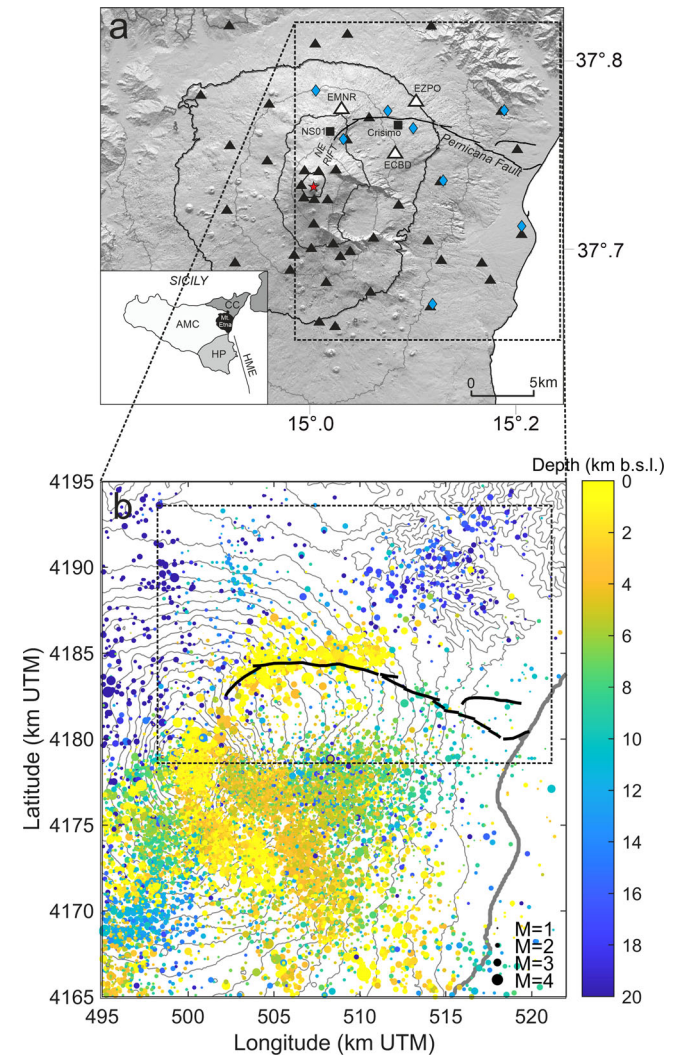 a
37°.8
EZPO
EMNR
NS01
Crisimo
Pernicana Fault
NE
RIFT
ECBD
37°.7
SICILY
CC
Mt.
Etna
AMC
HP
HME
0 5km
15°.0 15°.2
Depth (km b.s.l.)
b
4195
4190
4185
4180
4175
4170
4165
Latitude (km UTM)
0
2
4
6
8
10
12
14
16
18
20
M=1
M=2
M=3
M=4
495 500 505 510 515 520
Longitude (km UTM)